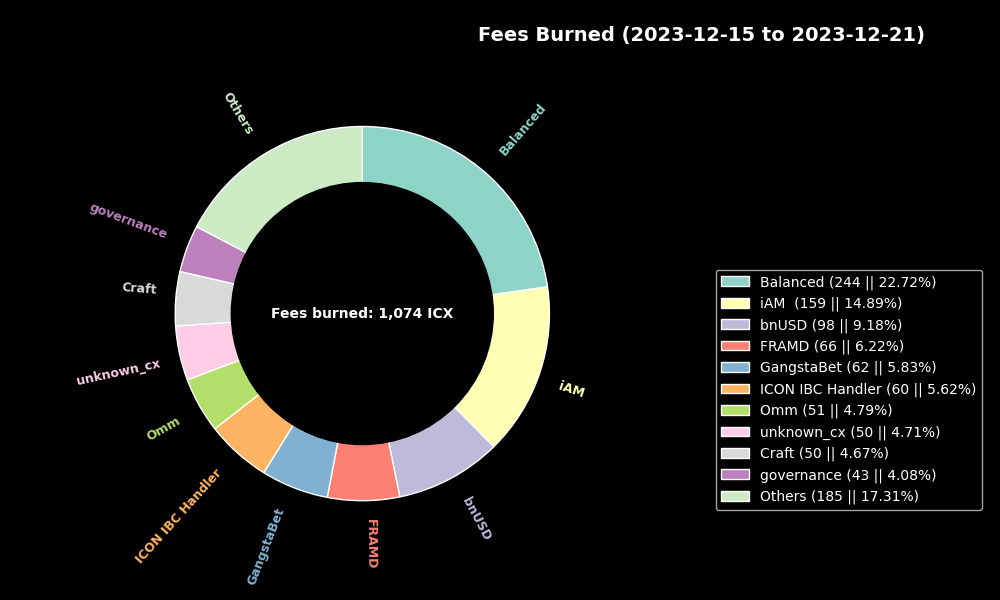 Fees Burned (2023-12-15 to 2023-12-21)
Others
Balanced
governance
Craft
Fees burned: 1,074 ICX
unknown_cx
iAM
Omm
ICON IBC Handler
GangstaBet
FRAMD
bnUSD
Balanced (244 || 22.72%)
iAM  (159 || 14.89%)
bnUSD (98 || 9.18%)
FRAMD (66 || 6.22%)
GangstaBet (62 || 5.83%)
ICON IBC Handler (60 || 5.62%)
Omm (51 || 4.79%)
unknown_cx (50 || 4.71%)
Craft (50 || 4.67%)
governance (43 || 4.08%)
Others (185 || 17.31%)